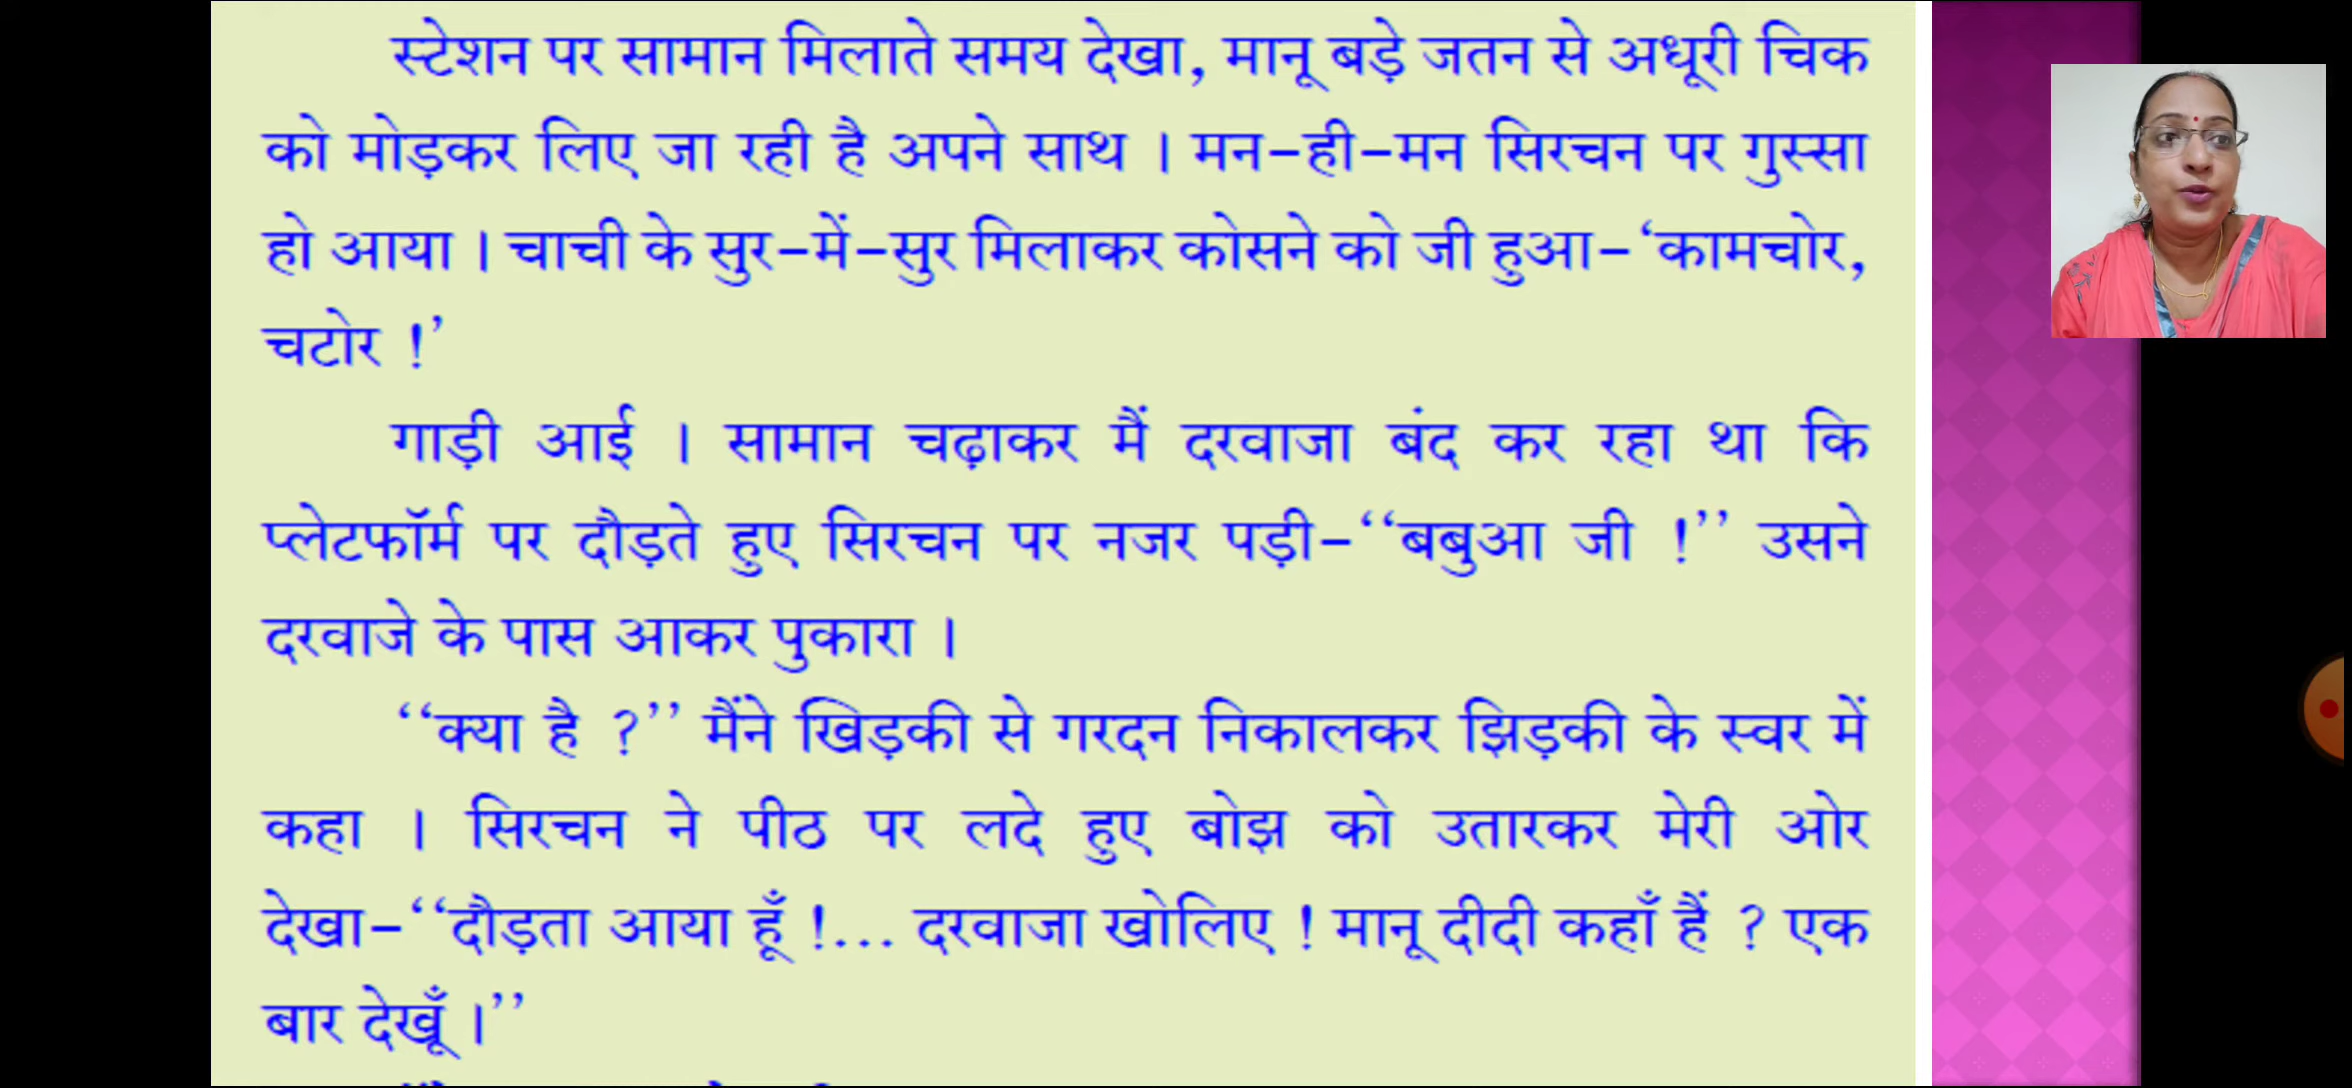 स्टेशन पर सामान मिलाते समय देखा, मानू बड़े जतन से अधूरी चिक
को मोड़कर लिए जा रही है अपने साथ । मन-ही-मन सिरचन पर गुस्सा
हो आया । चाची के सुर-में-सुर मिलाकर कोसने को जी हुआ-‘कामचोर,
चटोर !’
गाड़ी आई । सामान चढ़ाकर मैं दरवाजा बंद कर रहा था कि
प्लेटफॉर्म पर दौड़ते हुए सिरचन पर नजर पड़ी-‘‘बबुआ जी !’’ उसने
दरवाजे के पास आकर पुकारा ।
‘‘क्या है ?’’ मैंने खिड़की से गरदन निकालकर झिड़की के स्वर में
कहा । सिरचन ने पीठ पर लदे हुए बोझ को उतारकर मेरी ओर
देखा-‘‘दौड़ता आया हूँ !... दरवाजा खोलिए ! मानू दीदी कहाँ हैं ? एक
बार देखूँ ।’’